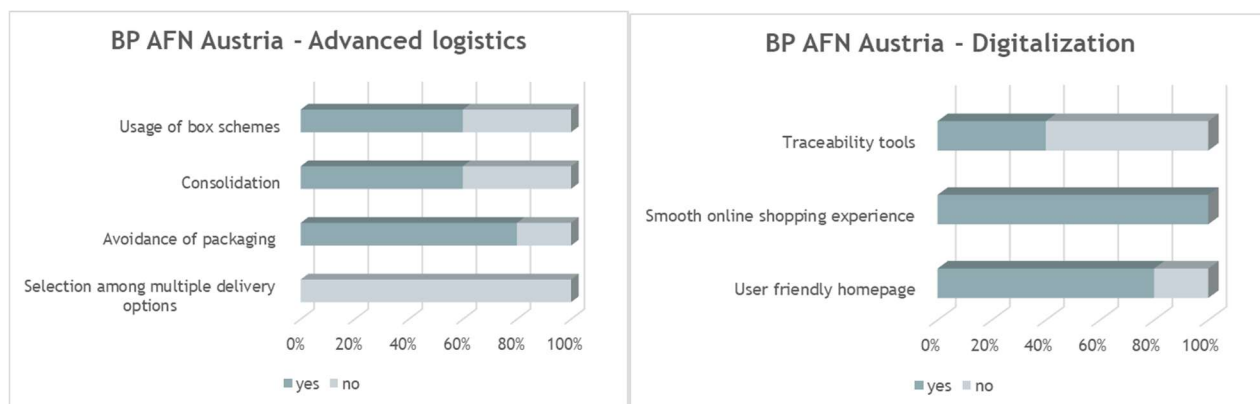 BP AFN Austria - Advanced logistics
Usage of box schemes
Consolidation
Avoidance of packaging
Selection among multiple delivery
options
0% 20% 40% 60% 80% 100%
yes no
BP AFN Austria - Digitalization
Traceability tools
Smooth online shopping experience
User friendly homepage
0% 20% 40% 60% 80% 100%
yes no